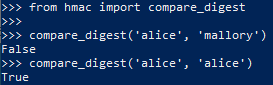 >>> from hmac import compare_digest
>>>
>>> compare_digest('alice', 'mallory')
False
>>> compare_digest('alice', 'alice')
True